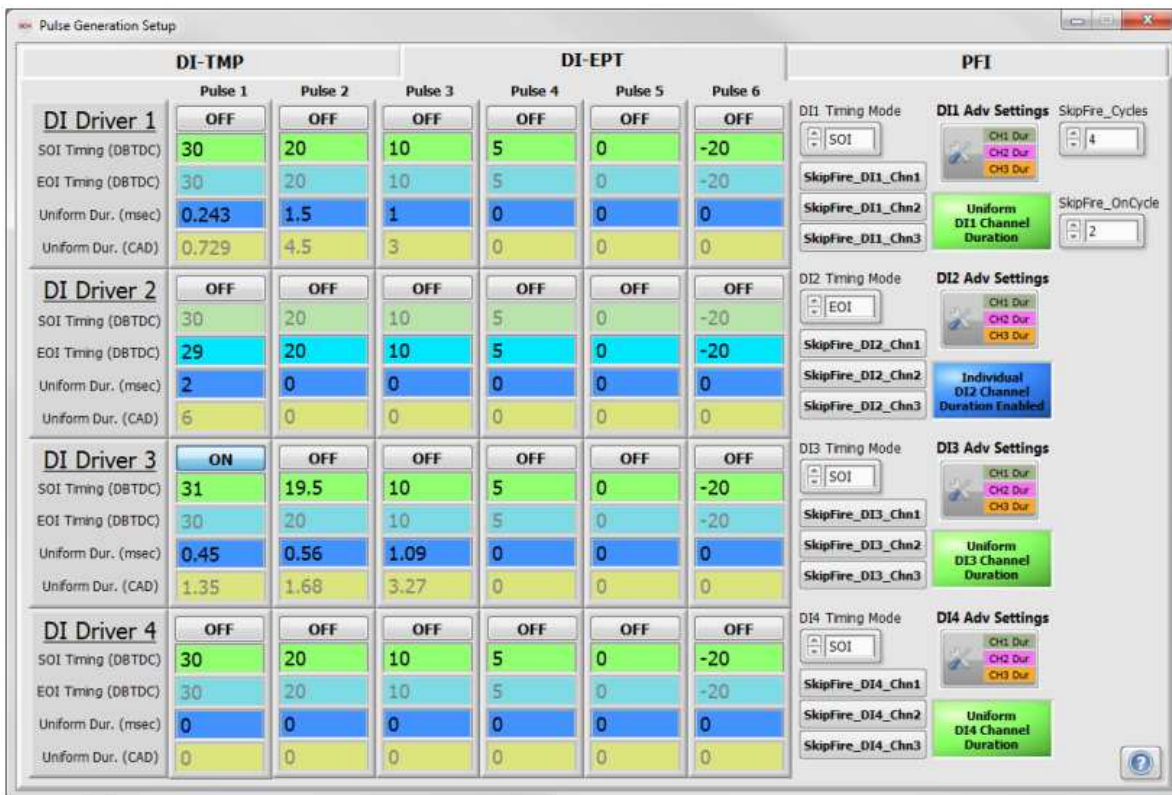 Pulse Generation Setup
DI-TMP DI-EPT PFI
Pulse 1 Pulse 2 Pulse 3 Pulse 4 Pulse 5 Pulse 6
DI Driver 1 OFF OFF OFF OFF OFF OFF
SOI Timing (DBTDC) 30 20 10 5 0 -20
EOI Timing (DBTDC) 30 20 10 5 0 -20
Uniform Dur. (msec) 0.243 1.5 1 0 0 0
Uniform Dur. (CAD) 0.729 4.5 3 0 0 0
DI1 Timing Mode DI1 Adv Settings SkipFire_Cycles
SOI CH1 Dur 4
CH2 Dur
CH3 Dur
SkipFire_DI1_Chn1
SkipFire_DI1_Chn2
SkipFire_DI1_Chn3
Uniform
DI1 Channel
Duration
SkipFire_OnCycle
2
DI Driver 2 OFF OFF OFF OFF OFF OFF
SOI Timing (DBTDC) 30 20 10 5 0 -20
EOI Timing (DBTDC) 29 20 10 5 0 -20
Uniform Dur. (msec) 2 0 0 0 0 0
Uniform Dur. (CAD) 6 0 0 0 0 0
DI2 Timing Mode DI2 Adv Settings
EOI CH1 Dur
CH2 Dur
CH3 Dur
SkipFire_DI2_Chn1
SkipFire_DI2_Chn2
SkipFire_DI2_Chn3
Individual
DI2 Channel
Duration Enabled
DI Driver 3 ON OFF OFF OFF OFF OFF
SOI Timing (DBTDC) 31 19.5 10 5 0 -20
EOI Timing (DBTDC) 30 20 10 5 0 -20
Uniform Dur. (msec) 0.45 0.56 1.09 0 0 0
Uniform Dur. (CAD) 1.35 1.68 3.27 0 0 0
DI3 Timing Mode DI3 Adv Settings
SOI CH1 Dur
CH2 Dur
CH3 Dur
SkipFire_DI3_Chn1
SkipFire_DI3_Chn2
SkipFire_DI3_Chn3
Uniform
DI3 Channel
Duration
DI Driver 4 OFF OFF OFF OFF OFF OFF
SOI Timing (DBTDC) 30 20 10 5 0 -20
EOI Timing (DBTDC) 30 20 10 5 0 -20
Uniform Dur. (msec) 0 0 0 0 0 0
Uniform Dur. (CAD) 0 0 0 0 0 0
DI4 Timing Mode DI4 Adv Settings
SOI CH1 Dur
CH2 Dur
CH3 Dur
SkipFire_DI4_Chn1
SkipFire_DI4_Chn2
SkipFire_DI4_Chn3
Uniform
DI4 Channel
Duration
?